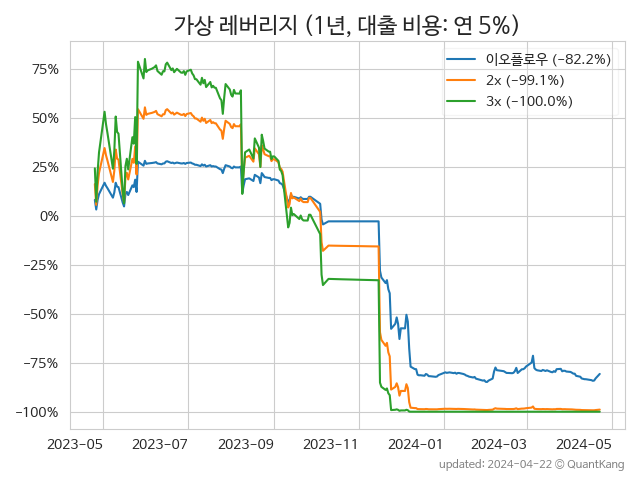 가상 레버리지 (1년, 대출 비용: 연 5%)
이오플로우 (−82.2%)
2x (−99.1%)
3x (−100.0%)
75%
50%
25%
0%
−25%
−50%
−75%
−100%
2023-05 2023-07 2023-09 2023-11 2024-01 2024-03 2024-05
updated: 2024-04-22 © QuantKang